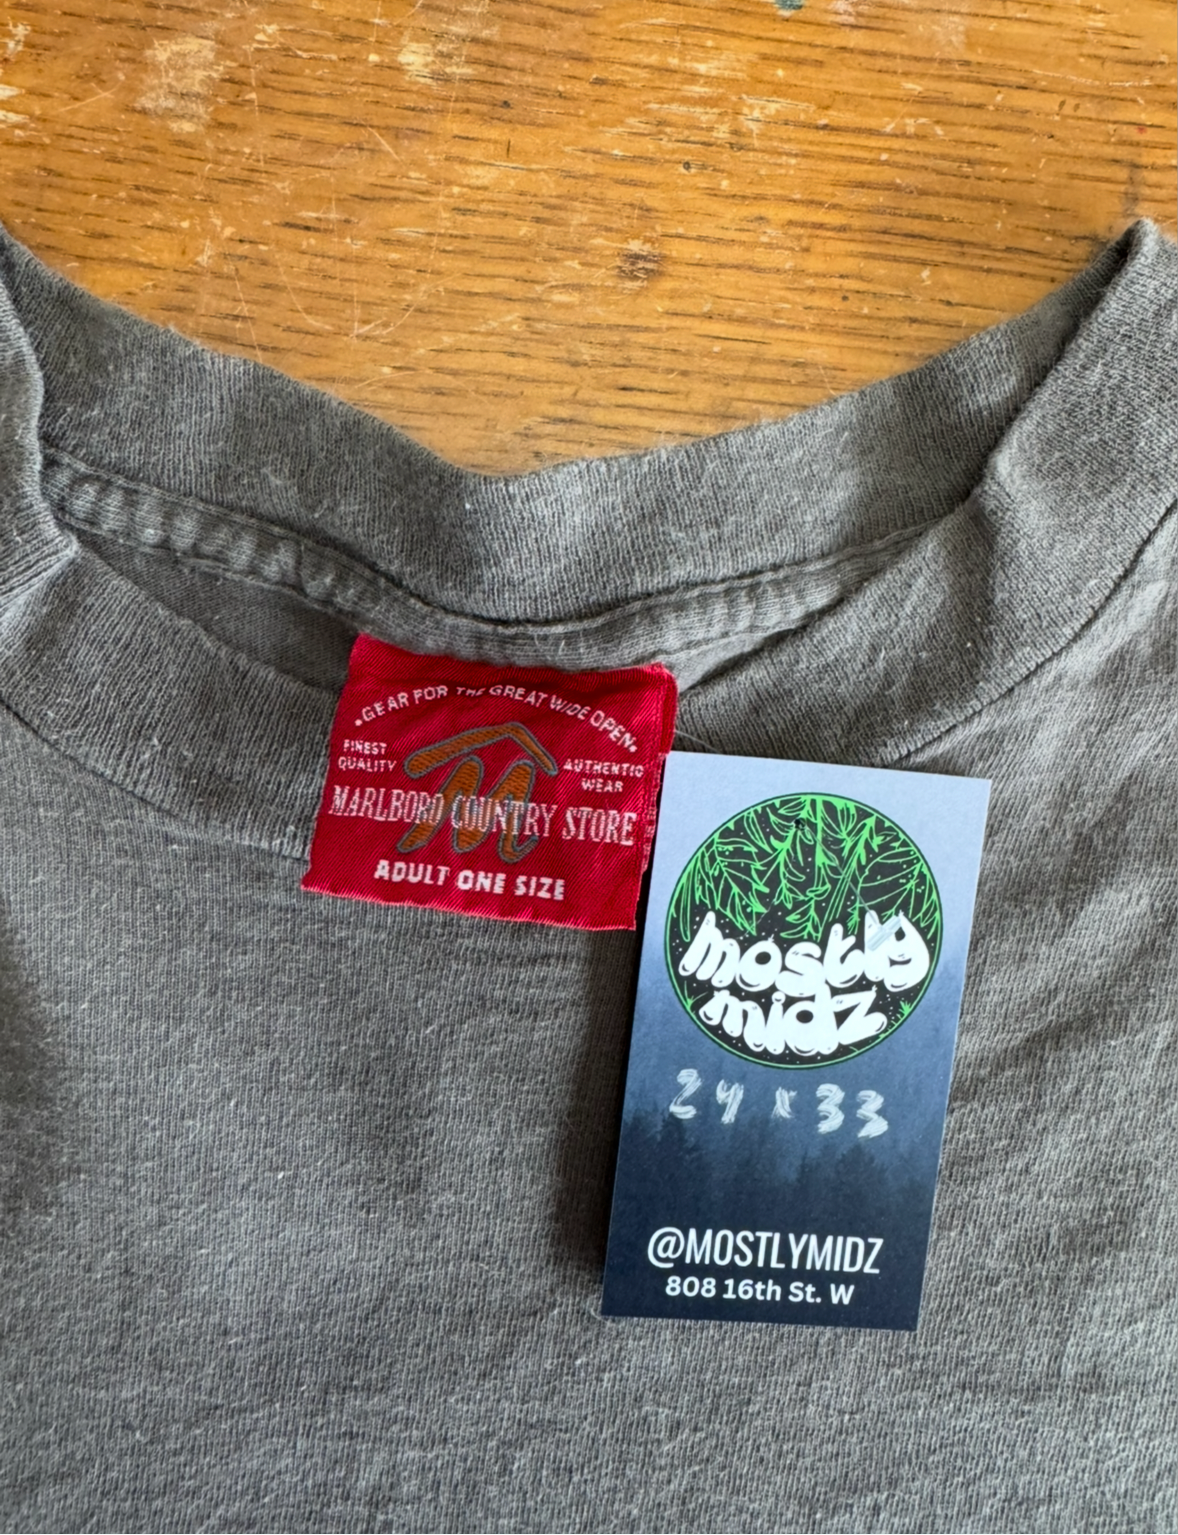 •GEAR FOR THE GREAT WIDE OPEN•
FINEST
QUALITY
AUTHENTIC
WEAR
MARLBORO COUNTRY STORE
ADULT ONE SIZE
mostly
midz
24 x 33
@MOSTLYMIDZ
808 16th St. W